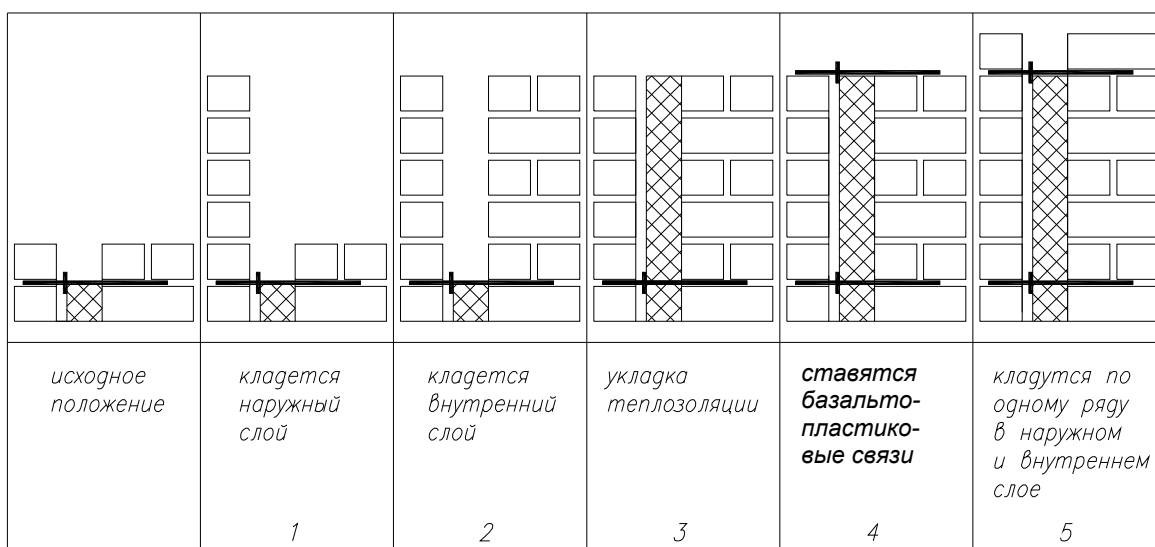 исходное
положение
кладется
наружный
слой
1
кладется
внутренний
слой
2
укладка
теплозоляции
3
ставятся
базальто-
пластико-
вые связи
4
кладутся по
одному ряду
в наружном
и внутреннем
слое
5